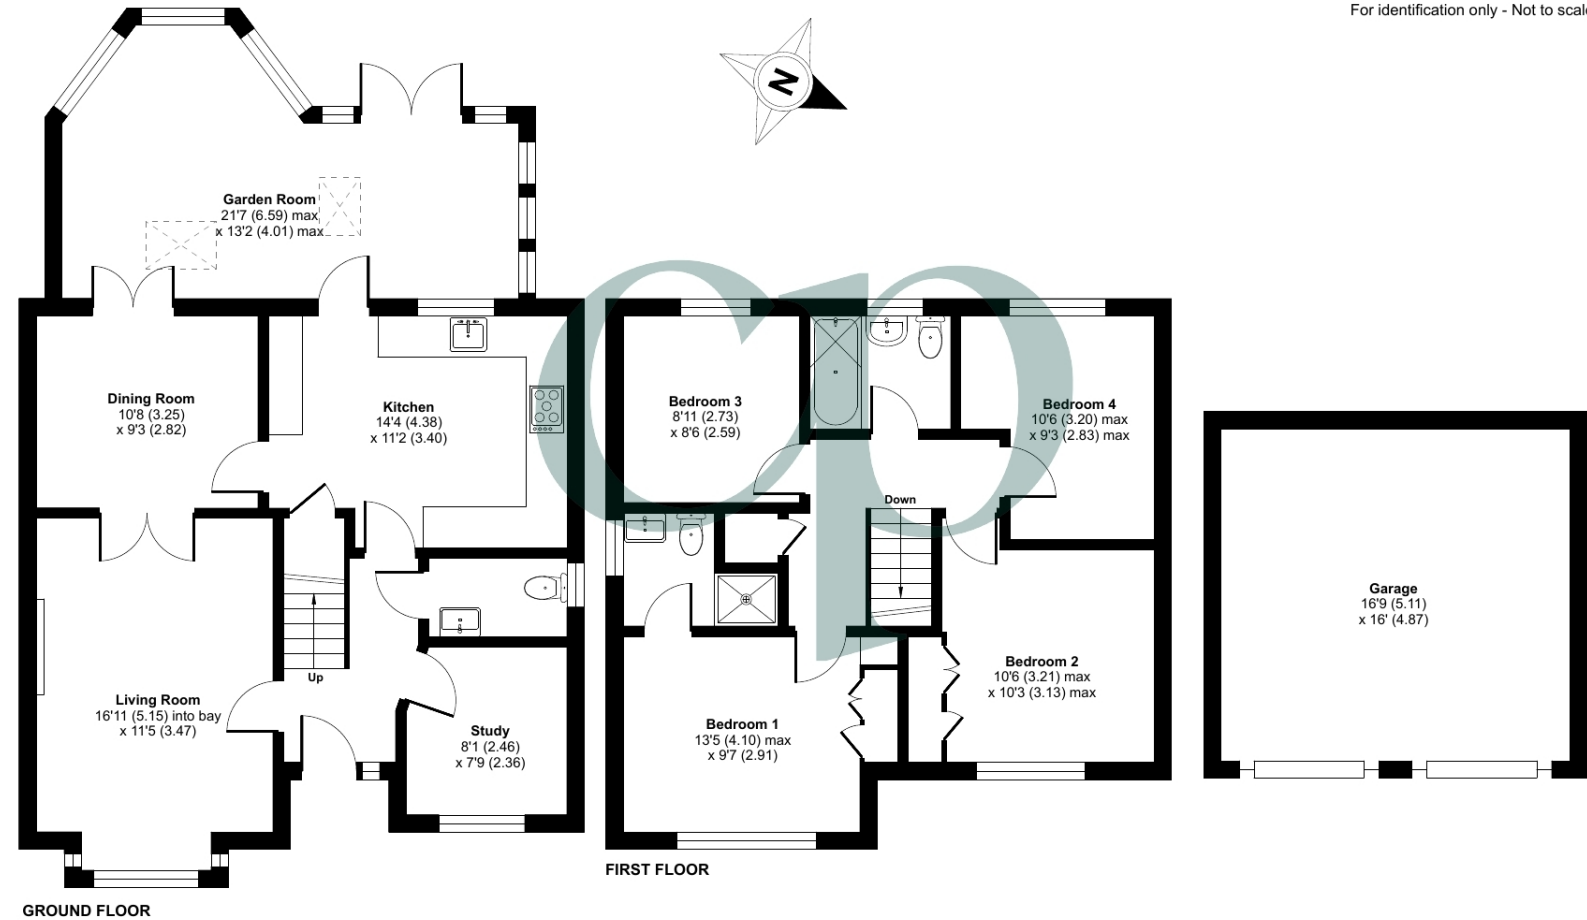 For identification only - Not to scale
N
Garden Room
21'7 (6.59) max
x 13'2 (4.01) max
Dining Room
10'8 (3.25)
x 9'3 (2.82)
Kitchen
14'4 (4.38)
x 11'2 (3.40)
Living Room
16'11 (5.15) into bay
x 11'5 (3.47)
Up
Study
8'1 (2.46)
x 7'9 (2.36)
GROUND FLOOR
cp
Bedroom 3
8'11 (2.73)
x 8'6 (2.59)
Bedroom 4
10'6 (3.20) max
x 9'3 (2.83) max
Down
Bedroom 2
10'6 (3.21) max
x 10'3 (3.13) max
Bedroom 1
13'5 (4.10) max
x 9'7 (2.91)
FIRST FLOOR
Garage
16'9 (5.11)
x 16' (4.87)